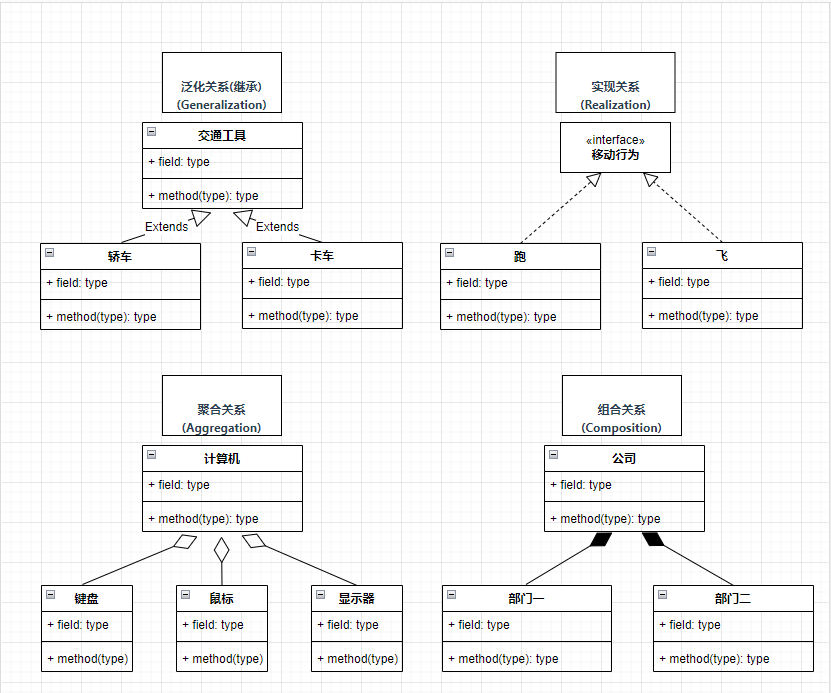 泛化关系(继承)
(Generalization)
交通工具
+ field: type
+ method(type): type
Extends
Extends
轿车
+ field: type
+ method(type): type
卡车
+ field: type
+ method(type): type
实现关系
(Realization)
«interface»
移动行为
跑
+ field: type
+ method(type): type
飞
+ field: type
+ method(type): type
聚合关系
(Aggregation)
计算机
+ field: type
+ method(type): type
键盘
+ field: type
+ method(type)
鼠标
+ field: type
+ method(type)
显示器
+ field: type
+ method(type)
组合关系
(Composition)
公司
+ field: type
+ method(type): type
部门一
+ field: type
+ method(type): type
部门二
+ field: type
+ method(type): type